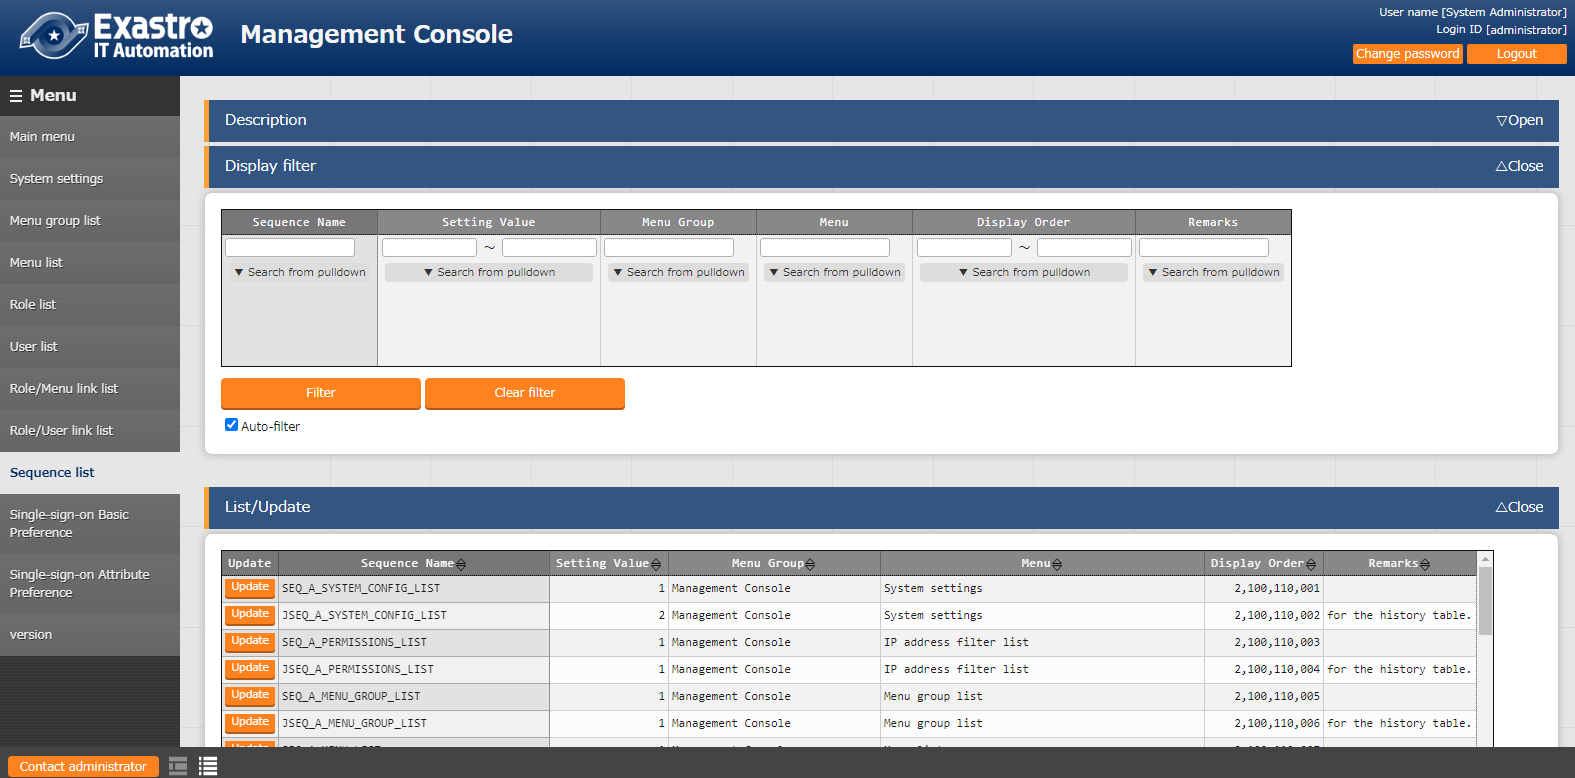 Exastro
IT Automation
Management Console
User name [System Administrator]
Login ID [administrator]
Change password
Logout
Menu
Main menu
System settings
Menu group list
Menu list
Role list
User list
Role/Menu link list
Role/User link list
Sequence list
Single-sign-on Basic
Preference
Single-sign-on Attribute
Preference
version
Description ▽Open
Display filter △Close
Sequence Name Setting Value Menu Group Menu Display Order Remarks
~ ~
▼ Search from pulldown ▼ Search from pulldown ▼ Search from pulldown ▼ Search from pulldown ▼ Search from pulldown ▼ Search from pulldown
Filter Clear filter
Auto-filter
List/Update △Close
Update Sequence Name Setting Value Menu Group Menu Display Order Remarks
Update SEQ_A_SYSTEM_CONFIG_LIST 1 Management Console System settings 2,100,110,001
Update JSEQ_A_SYSTEM_CONFIG_LIST 2 Management Console System settings 2,100,110,002 for the history table.
Update SEQ_A_PERMISSIONS_LIST 1 Management Console IP address filter list 2,100,110,003
Update JSEQ_A_PERMISSIONS_LIST 1 Management Console IP address filter list 2,100,110,004 for the history table.
Update SEQ_A_MENU_GROUP_LIST 1 Management Console Menu group list 2,100,110,005
Update JSEQ_A_MENU_GROUP_LIST 1 Management Console Menu group list 2,100,110,006 for the history table.
Contact administrator